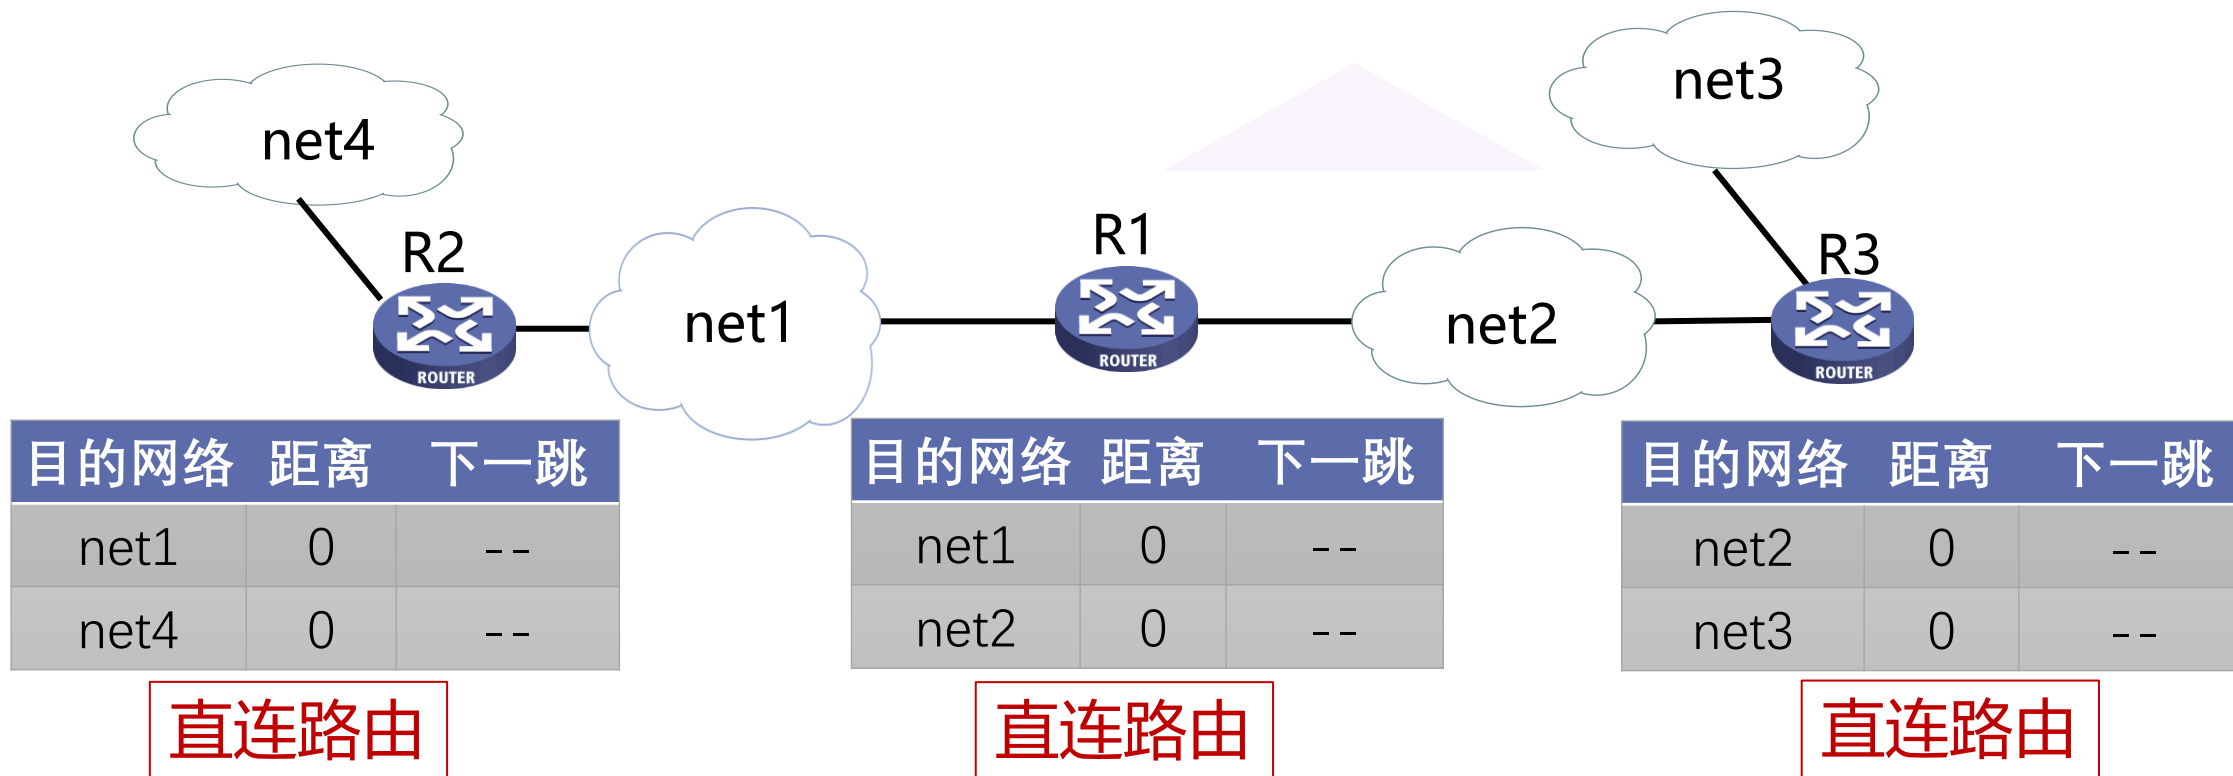 net3
net4
R1
R2
R3
net1
net2
ROUTER
ROUTER
ROUTER
目的网络 距离 下一跳
net1 0 --
net4 0 --
直连路由
目的网络 距离 下一跳
net1 0 --
net2 0 --
直连路由
目的网络 距离 下一跳
net2 0 --
net3 0 --
直连路由